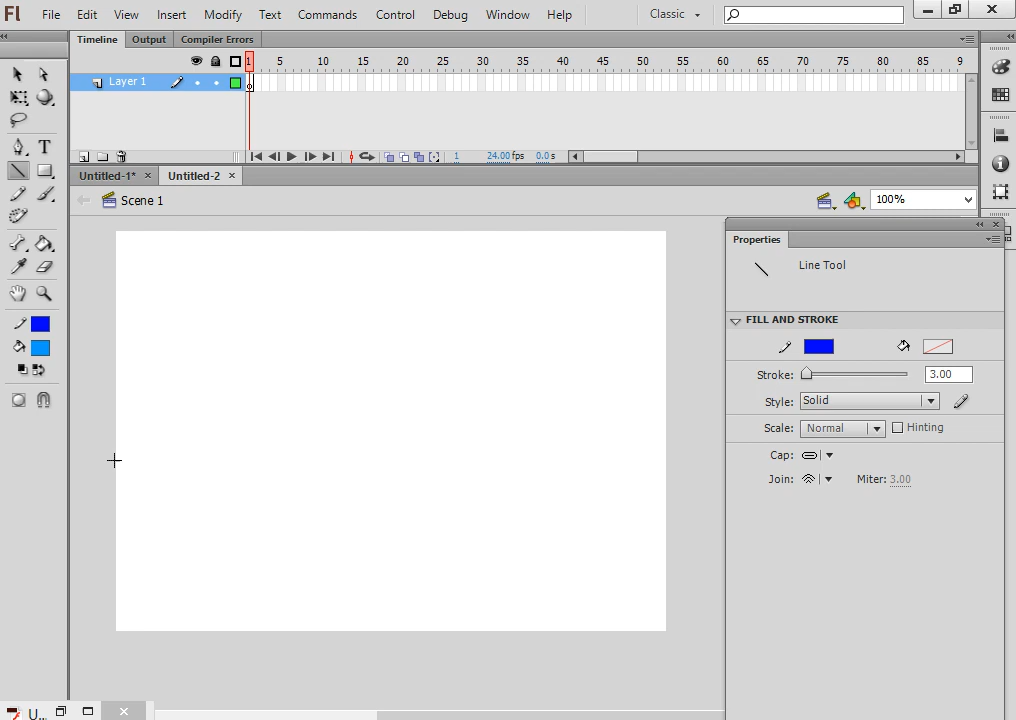 Fl File Edit View Insert Modify Text Commands Control Debug Window Help Classic
Timeline Output Compiler Errors
1 5 10 15 20 25 30 35 40 45 50 55 60 65 70 75 80 85 9
Layer 1
1 24.00 fps 0.0 s
Untitled-1* Untitled-2
Scene 1 100%
Properties
Line Tool
FILL AND STROKE
Stroke: 3.00
Style: Solid
Scale: Normal Hinting
Cap:
Join: Miter: 3.00
T
U...